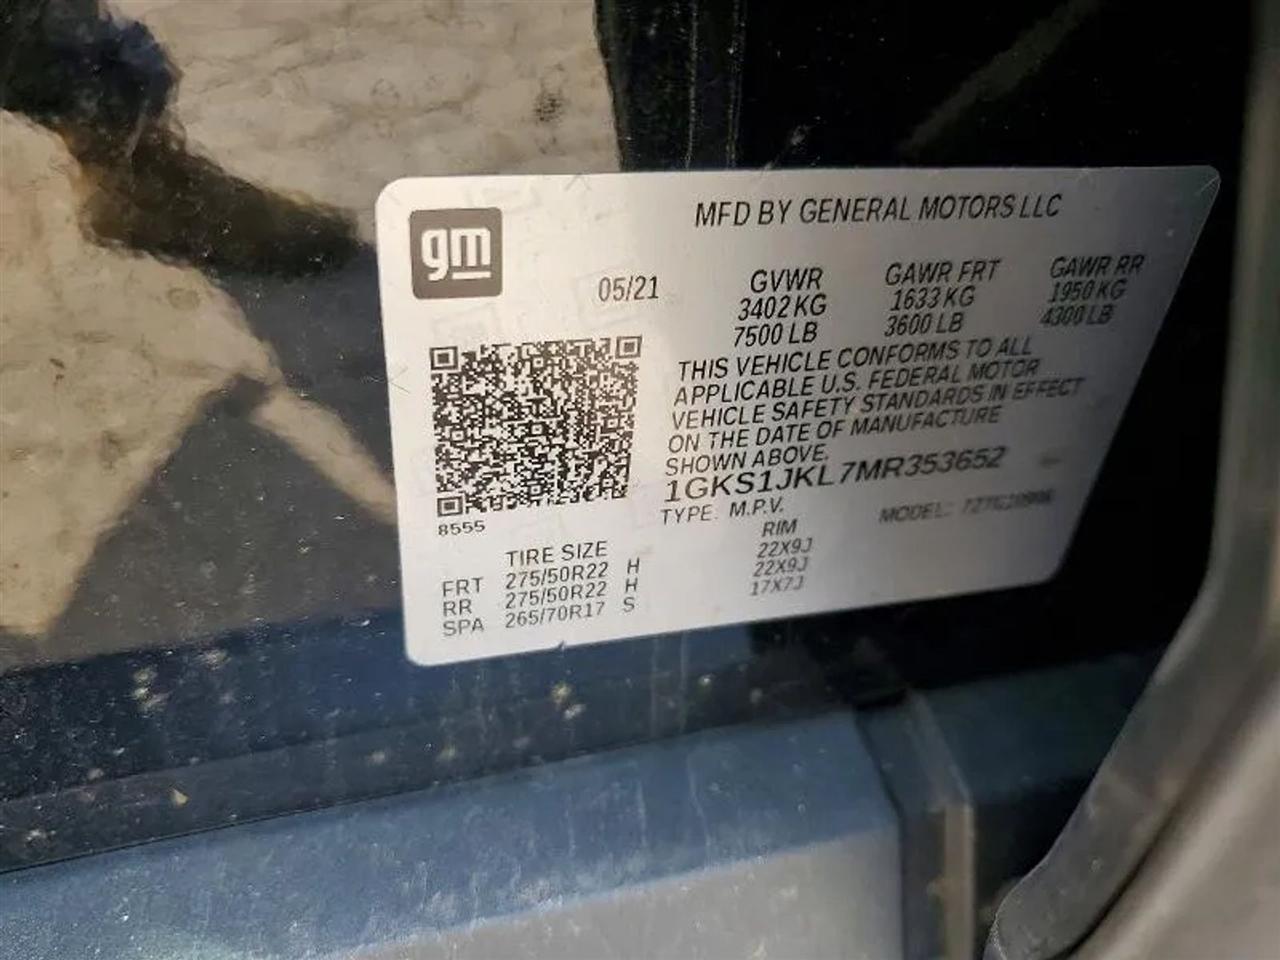 gm
MFD BY GENERAL MOTORS LLC
05/21
GVWR GAWR FRT GAWR RR
3402 KG 1633 KG 1950 KG
7500 LB 3600 LB 4300 LB
THIS VEHICLE CONFORMS TO ALL
APPLICABLE U.S. FEDERAL MOTOR
VEHICLE SAFETY STANDARDS IN EFFECT
ON THE DATE OF MANUFACTURE
SHOWN ABOVE.
1GKS1JKL7MR353652
TYPE: M.P.V. MODEL:
8555
TIRE SIZE RIM
FRT 275/50R22 H 22X9J
RR 275/50R22 H 22X9J
SPA 265/70R17 S 17X7J